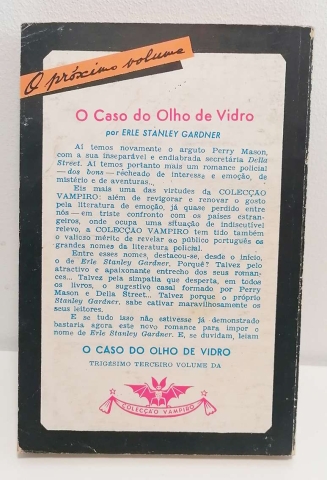 O próximo volume
O Caso do Olho de Vidro
por ERLE STANLEY GARDNER
Aí temos novamente o arguto Perry Mason,
com a sua inseparável e endiabrada secretária Della
Street. Aí temos portanto mais um romance policial
— dos bons — recheado de interesse e emoção, de
mistério e de aventuras...
Eis mais uma das virtudes da COLECÇÃO
VAMPIRO: além de revigorar e renovar o gosto
pela literatura de emoção, já quase perdido entre
nós — em triste confronto com os países estran-
geiros, onde ocupa uma situação de indiscutível
relevo, a COLECÇÃO VAMPIRO tem tido também
o valioso mérito de revelar ao público português os
grandes nomes da literatura policial.
Entre esses nomes, destacou-se, desde o início,
o de Erle Stanley Gardner. Porquê? Talvez pelo
atractivo e apaixonante entrecho dos seus roman-
ces... Talvez pela simpatia que desperta, em todos
os livros, o sugestivo casal formado por Perry
Mason e Della Street... Talvez porque o próprio
Stanley Gardner, sabe cativar maravilhosamente os
seus leitores.
E se tudo isso não estivesse já demonstrado
bastaria agora este novo romance para impor o
nome de Erle Stanley Gardner. E, se duvidam, leiam
O CASO DO OLHO DE VIDRO
TRIGÉSIMO TERCEIRO VOLUME DA
COLECÇÃO VAMPIRO